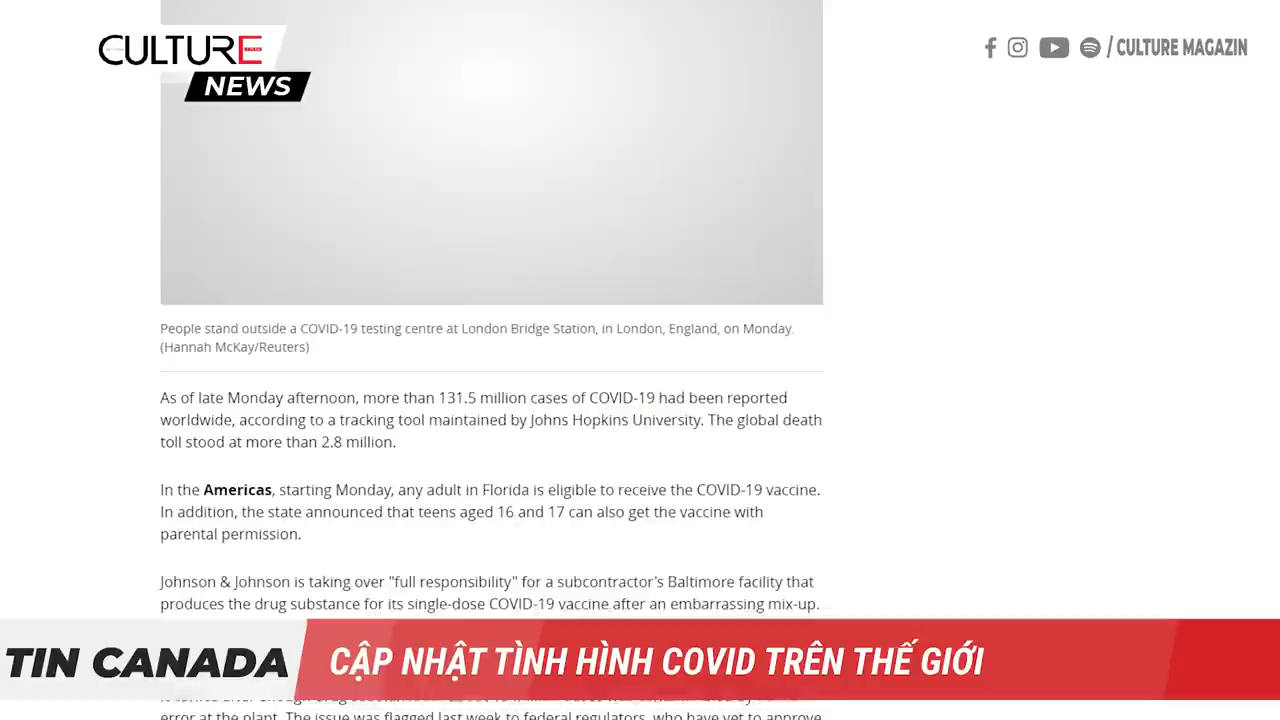 CULTURE
NEWS
/ CULTURE MAGAZIN
People stand outside a COVID-19 testing centre at London Bridge Station, in London, England, on Monday.
(Hannah McKay/Reuters)
As of late Monday afternoon, more than 131.5 million cases of COVID-19 had been reported
worldwide, according to a tracking tool maintained by Johns Hopkins University. The global death
toll stood at more than 2.8 million.
In the Americas, starting Monday, any adult in Florida is eligible to receive the COVID-19 vaccine.
In addition, the state announced that teens aged 16 and 17 can also get the vaccine with
parental permission.
Johnson & Johnson is taking over "full responsibility" for a subcontractor's Baltimore facility that
produces the drug substance for its single-dose COVID-19 vaccine after an embarrassing mix-up.
TIN CANADA
CẬP NHẬT TÌNH HÌNH COVID TRÊN THẾ GIỚI
error at the plant. The issue was flagged last week to federal regulators, who have yet to approve